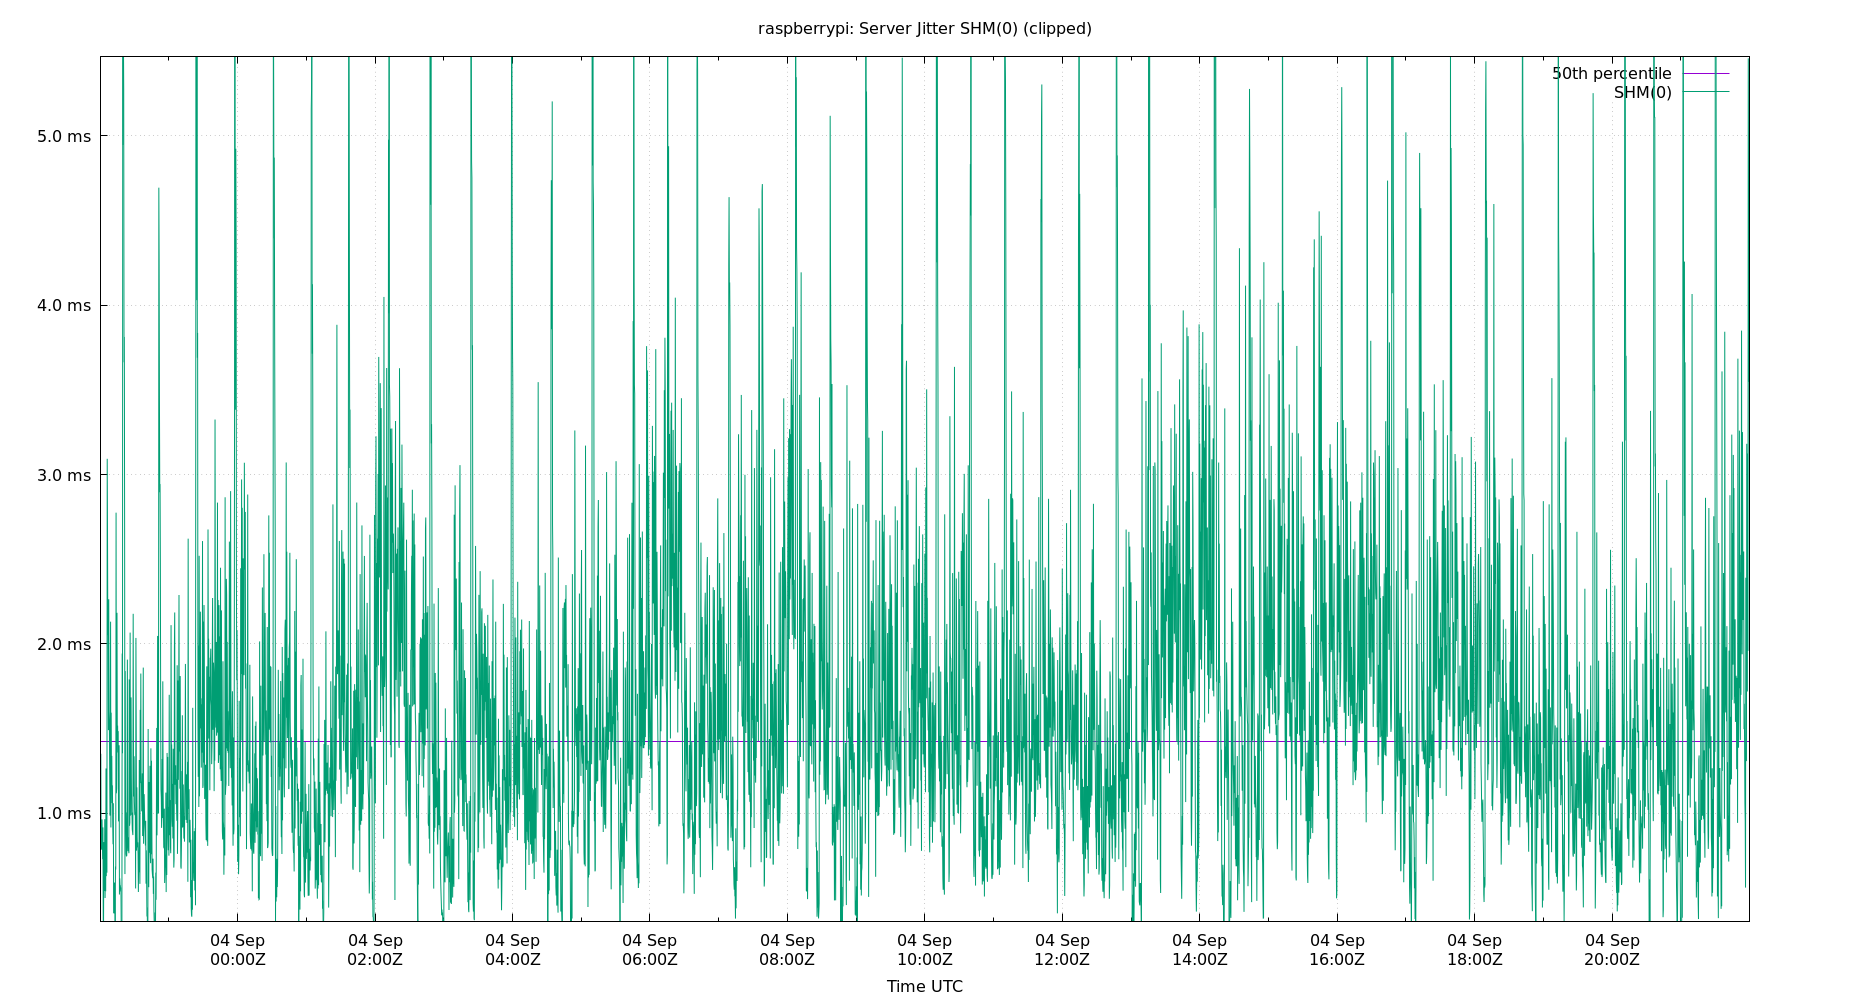 raspberrypi: Server Jitter SHM(0) (clipped)
50th percentile
SHM(0)
5.0 ms
4.0 ms
3.0 ms
2.0 ms
1.0 ms
04 Sep 04 Sep 04 Sep 04 Sep 04 Sep 04 Sep 04 Sep 04 Sep 04 Sep 04 Sep 04 Sep
00:00Z 02:00Z 04:00Z 06:00Z 08:00Z 10:00Z 12:00Z 14:00Z 16:00Z 18:00Z 20:00Z
Time UTC